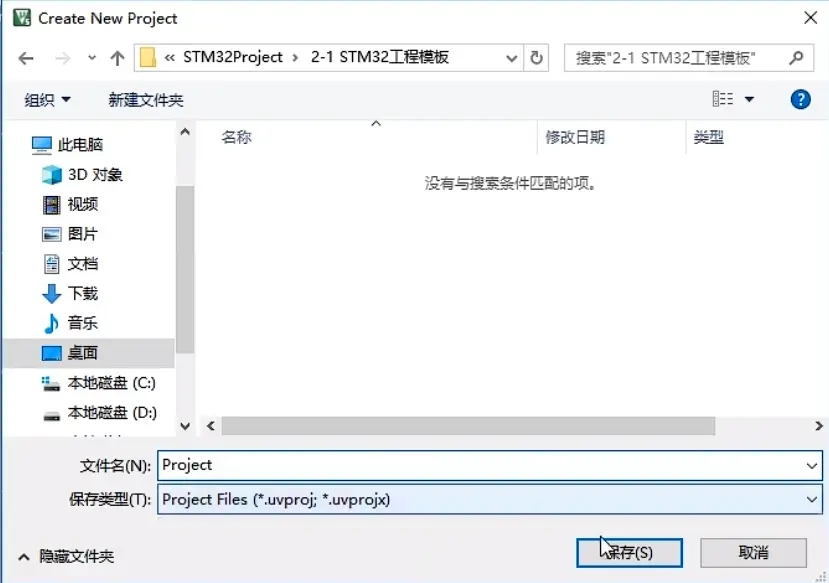 Create New Project
« STM32Project › 2-1 STM32工程模板
搜索"2-1 STM32工程模板"
组织 新建文件夹
名称 修改日期 类型
此电脑
没有与搜索条件匹配的项。
3D 对象
视频
图片
文档
下载
音乐
桌面
本地磁盘 (C:)
本地磁盘 (D:)
文件名(N): Project
保存类型(T): Project Files (*.uvproj; *.uvprojx)
隐藏文件夹
保存(S) 取消